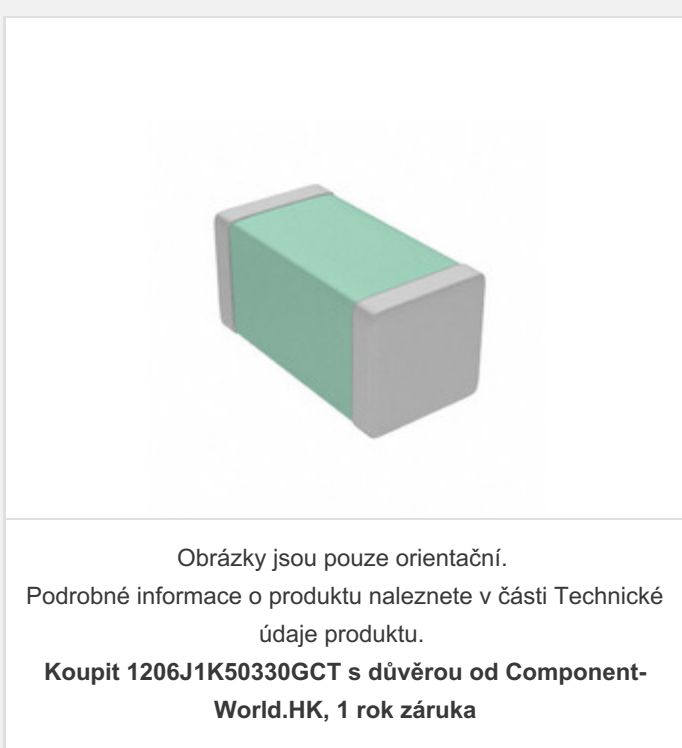 Obrázky jsou pouze orientační.
Podrobné informace o produktu naleznete v části Technické
údaje produktu.
Koupit 1206J1K50330GCT s důvěrou od Component-
World.HK, 1 rok záruka